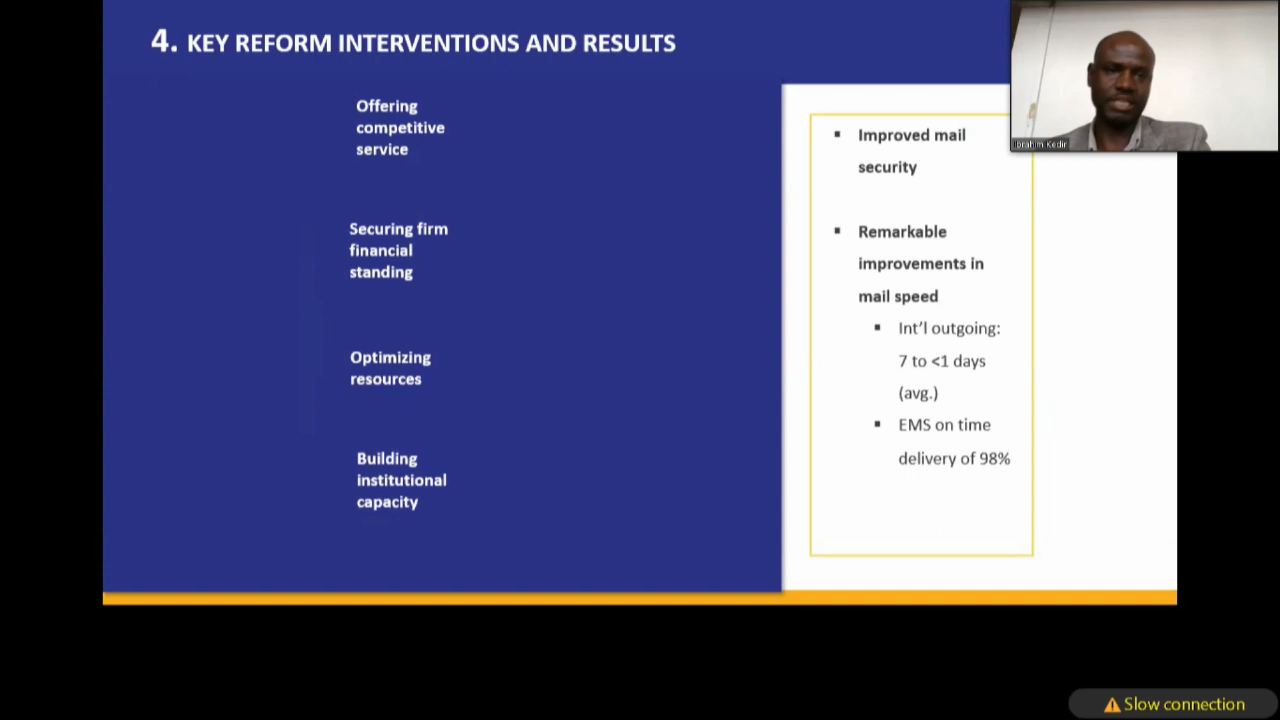 4. KEY REFORM INTERVENTIONS AND RESULTS
Offering
competitive
service
Securing firm
financial
standing
Optimizing
resources
Building
institutional
capacity
▪ Improved mail
security
▪ Remarkable
improvements in
mail speed
▪ Int'l outgoing:
7 to <1 days
(avg.)
▪ EMS on time
delivery of 98%
Ibrahim Kedir
Slow connection